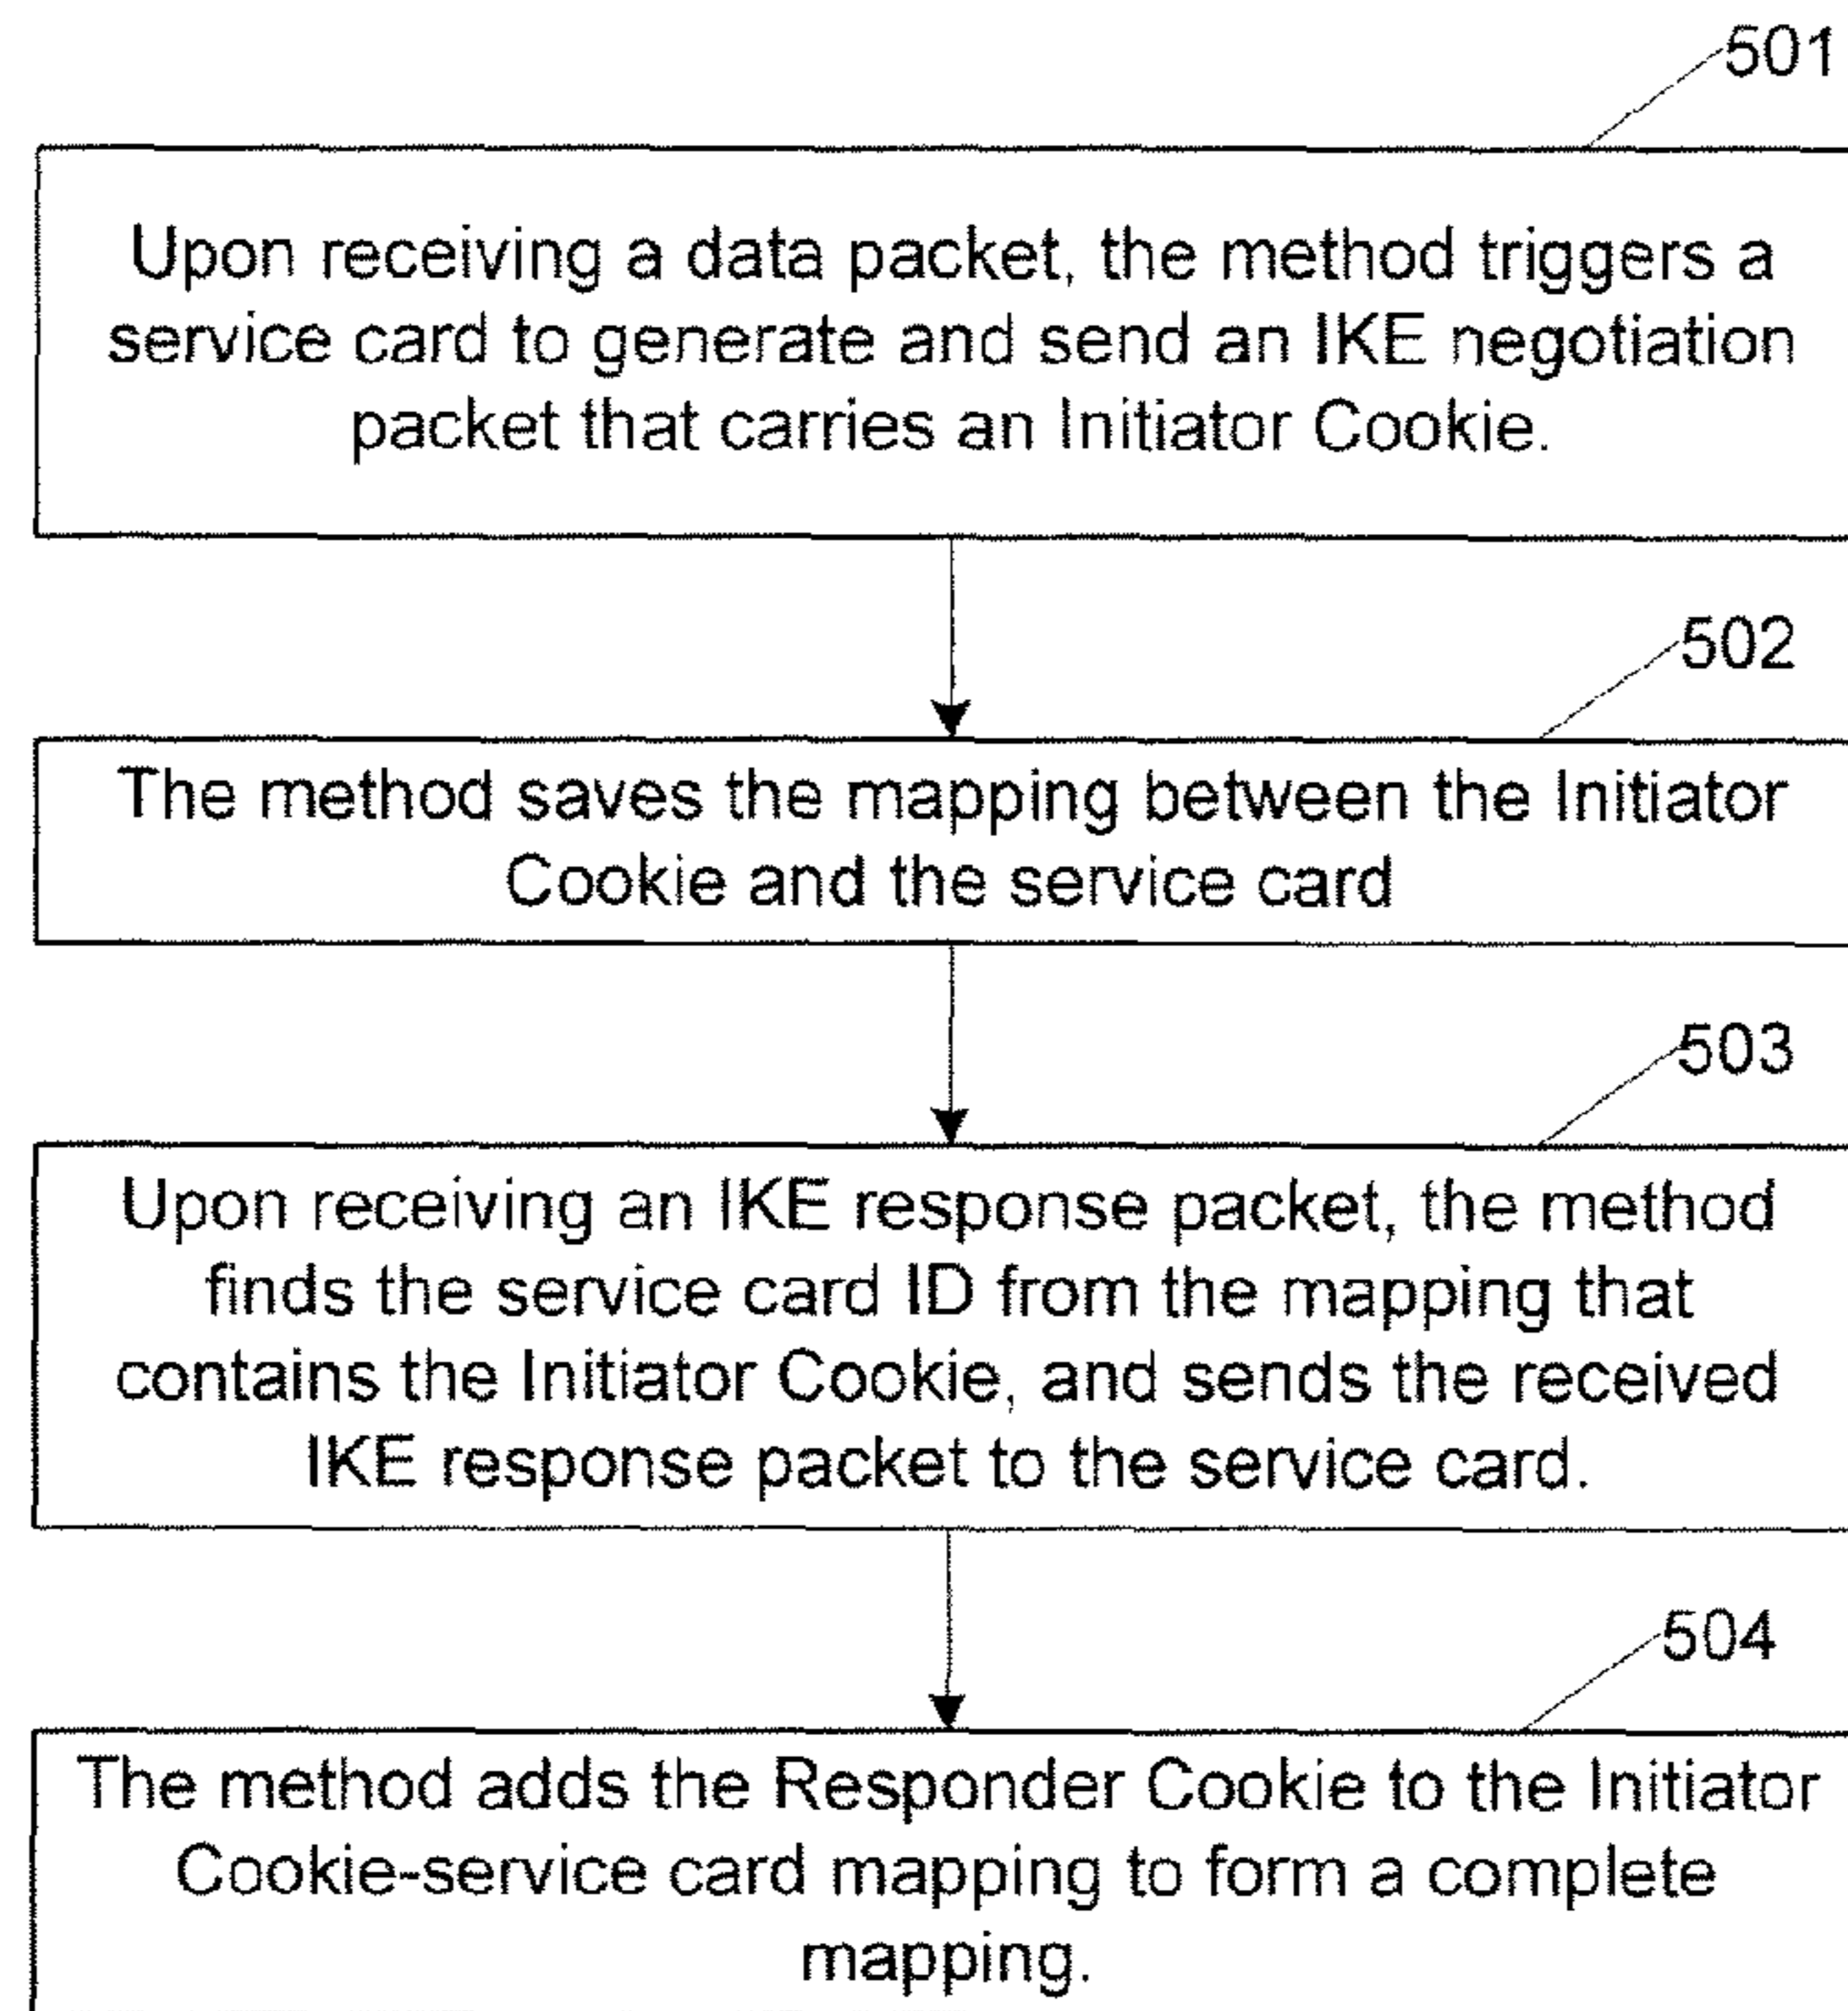 501
Upon receiving a data packet, the method triggers a
service card to generate and send an IKE negotiation
packet that carries an Initiator Cookie.
502
The method saves the mapping between the Initiator
Cookie and the service card
503
Upon receiving an IKE response packet, the method
finds the service card ID from the mapping that
contains the Initiator Cookie, and sends the received
IKE response packet to the service card.
504
The method adds the Responder Cookie to the Initiator
Cookie-service card mapping to form a complete
mapping.